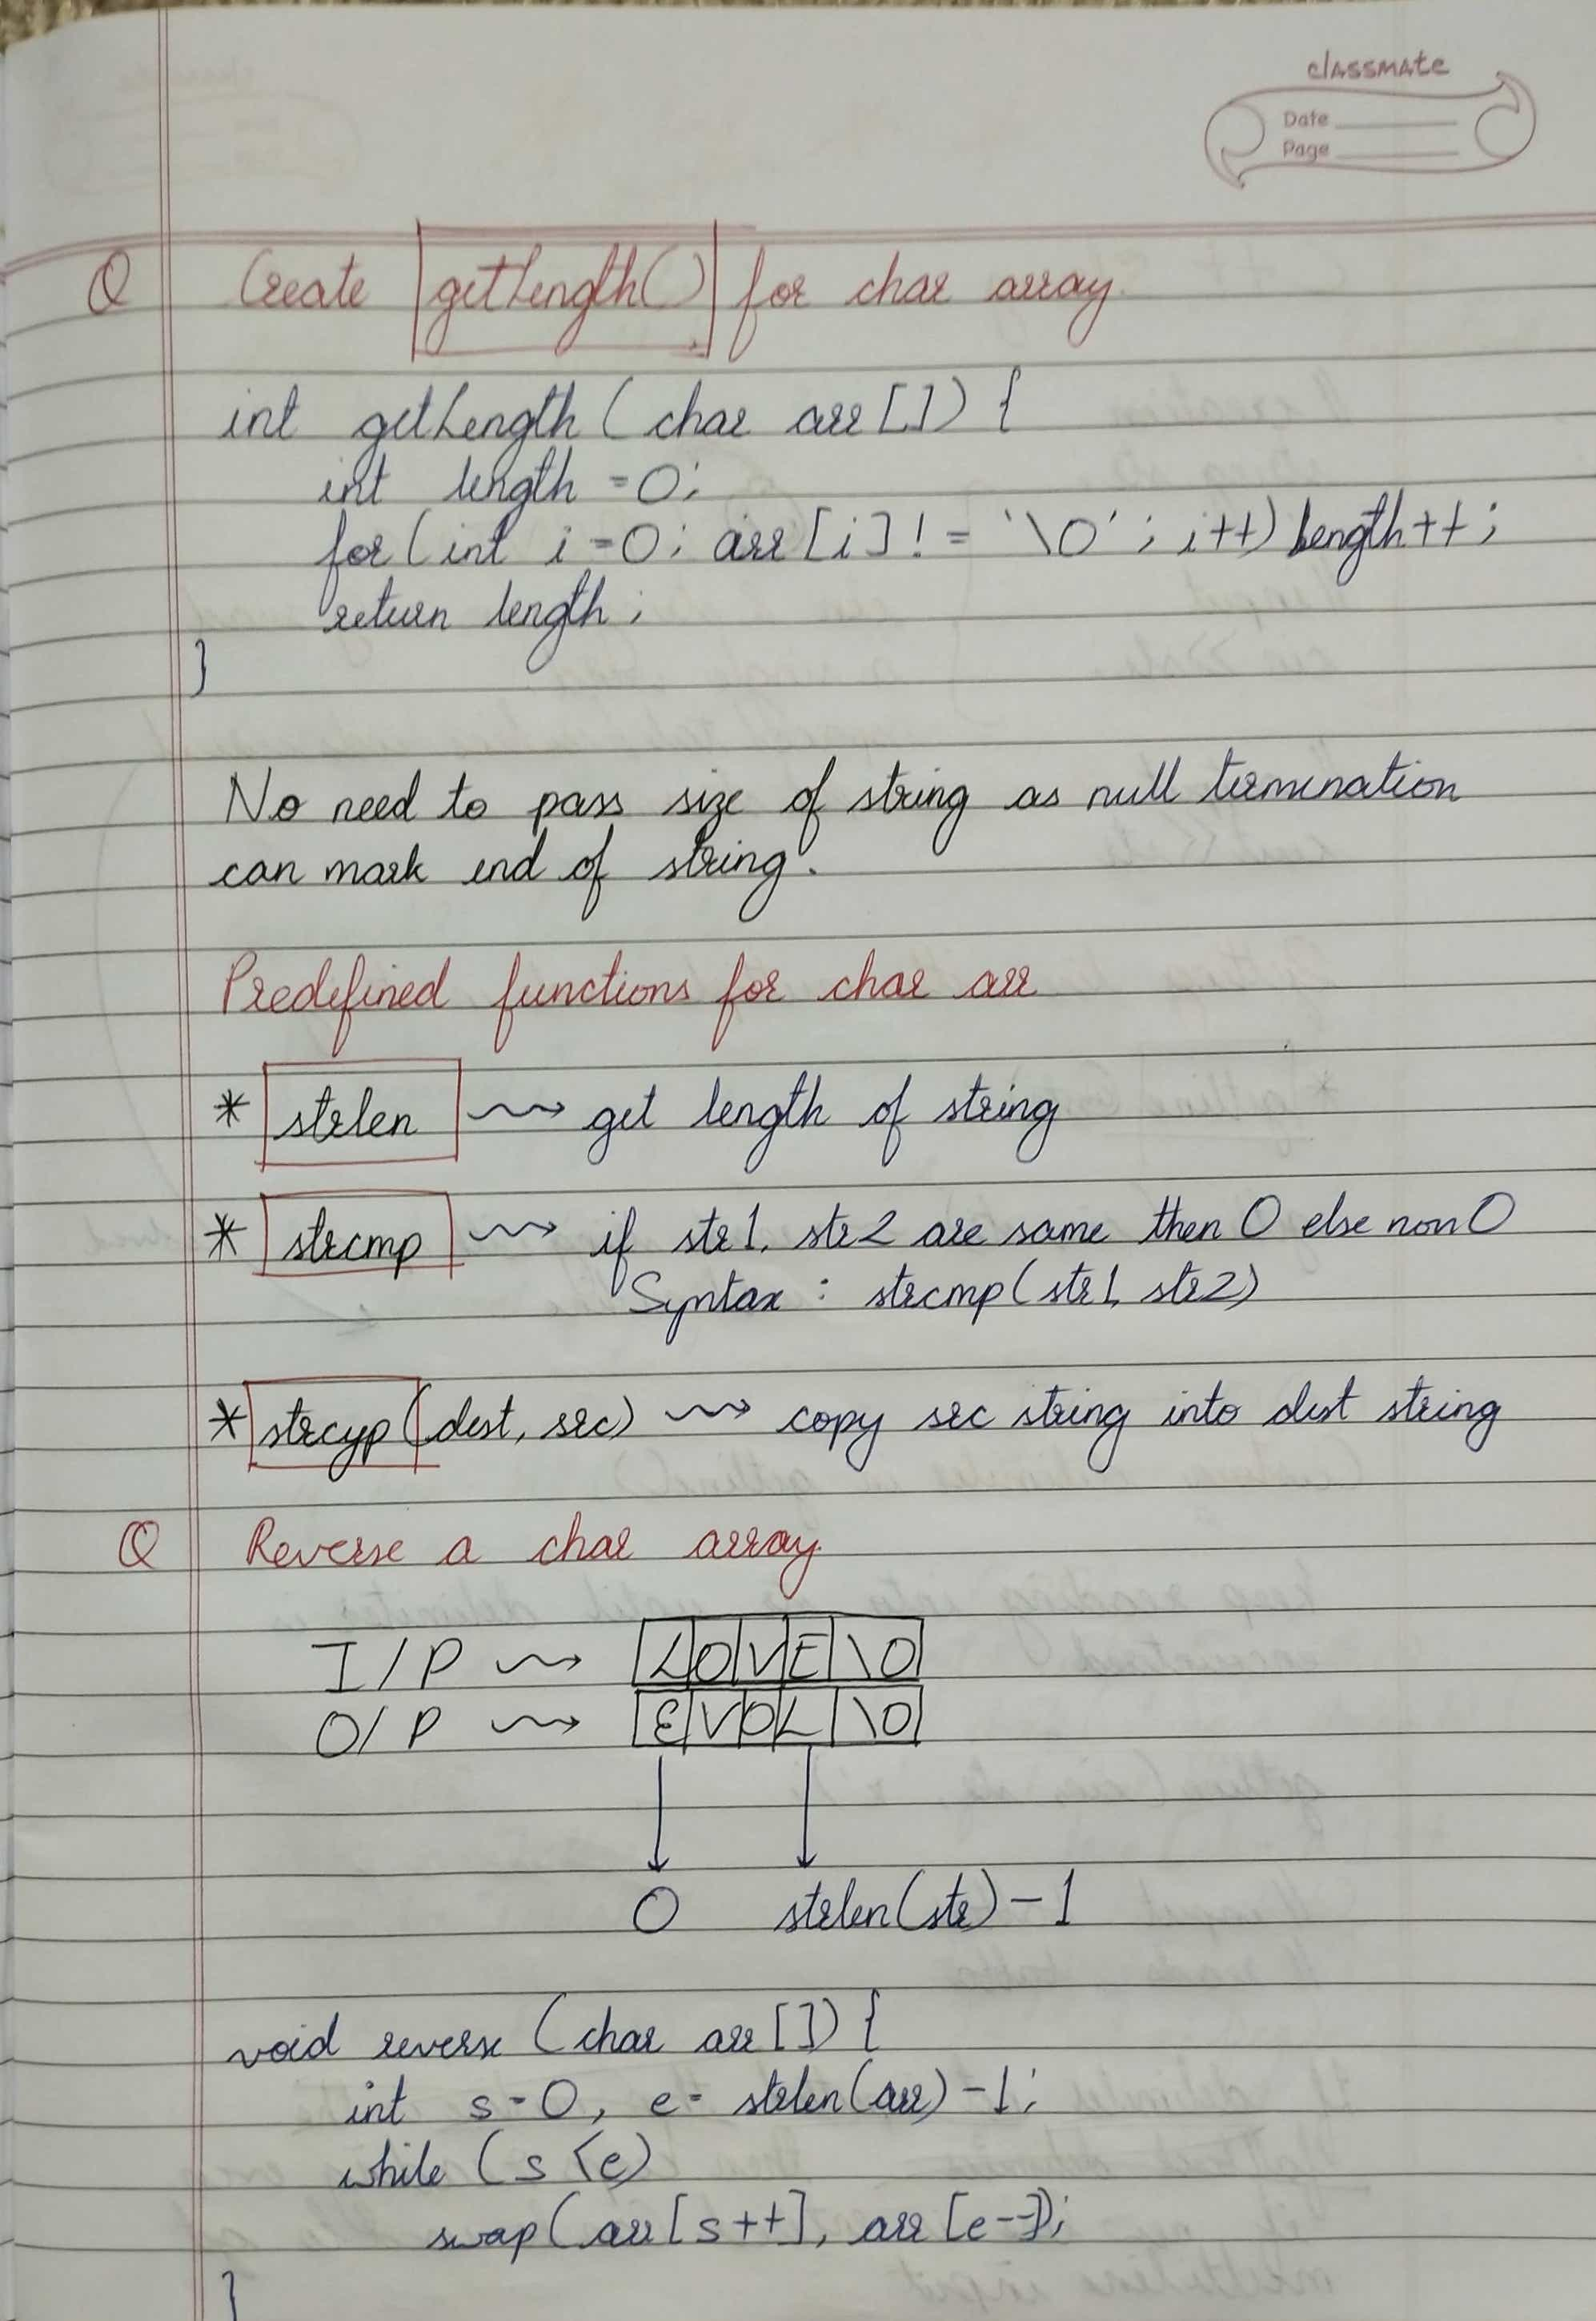 classmate
Date
Page
Q Create getLength() for char array.
int getLength (char arr []) {
int length = 0;
for (int i = 0; arr [i] != '\0' ; i++) length++;
return length;
}
No need to pass size of string as null termination
can mark end of string.
Predefined functions for char arr
* strlen ⇝ get length of string
* strcmp ⇝ if str1, str2 are same then 0 else non 0
Syntax : strcmp (str1, str2)
* strcyp (dest, src) ⇝ copy src string into dest string
Q Reverse a char array.
I/P ⇝ L O V E \0
O/P ⇝ E V O L \0
0 strlen(str) - 1
void reverse (char arr []) {
int s = 0, e = strlen(arr) - 1;
while (s < e)
swap (arr [s++], arr [e--]);
}